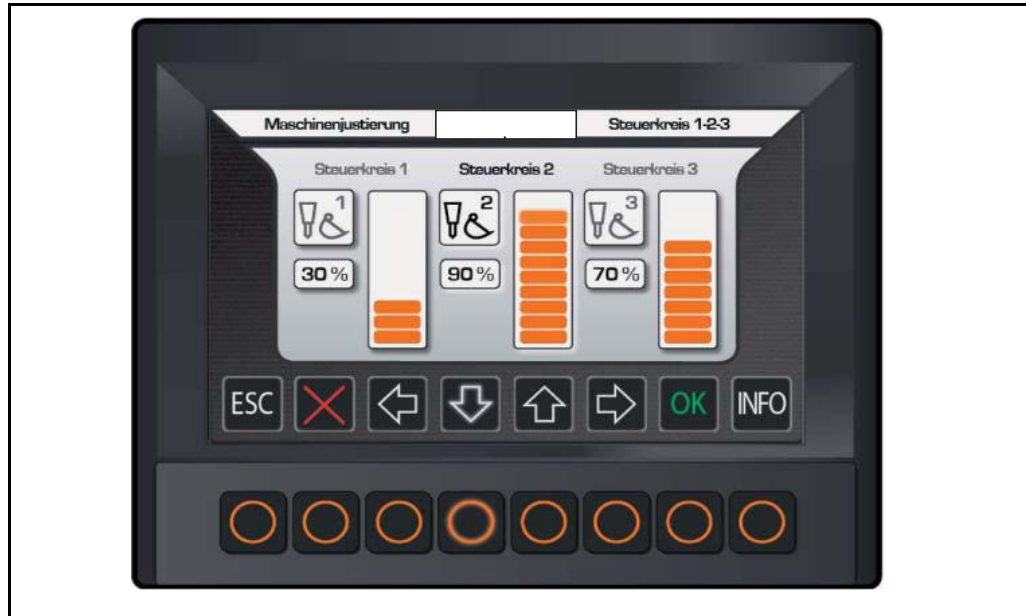 Maschinenjustierung Steuerkreis 1-2-3
Steuerkreis 1 Steuerkreis 2 Steuerkreis 3
1 2 3
30 % 90 % 70 %
ESC OK INFO